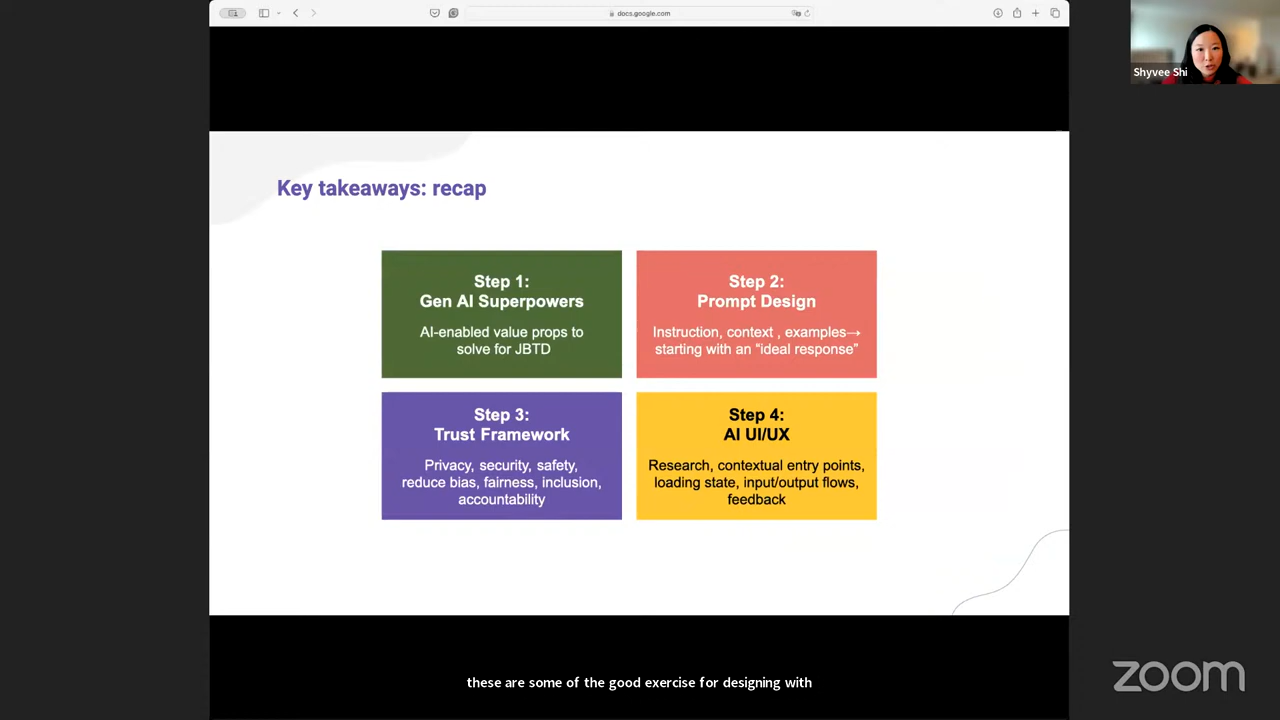 docs.google.com
Shyvee Shi
Key takeaways: recap
Step 1:
Gen AI Superpowers
AI-enabled value props to
solve for JBTD
Step 2:
Prompt Design
Instruction, context , examples→
starting with an “ideal response”
Step 3:
Trust Framework
Privacy, security, safety,
reduce bias, fairness, inclusion,
accountability
Step 4:
AI UI/UX
Research, contextual entry points,
loading state, input/output flows,
feedback
these are some of the good exercise for designing with
zoom